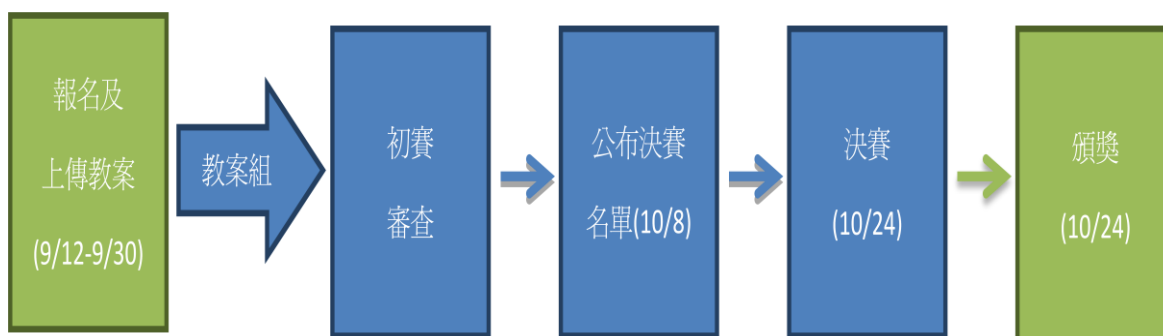 報名及
上傳教案
(9/12-9/30)
教案組
初賽
審查
公布決賽
名單(10/8)
決賽
(10/24)
頒獎
(10/24)